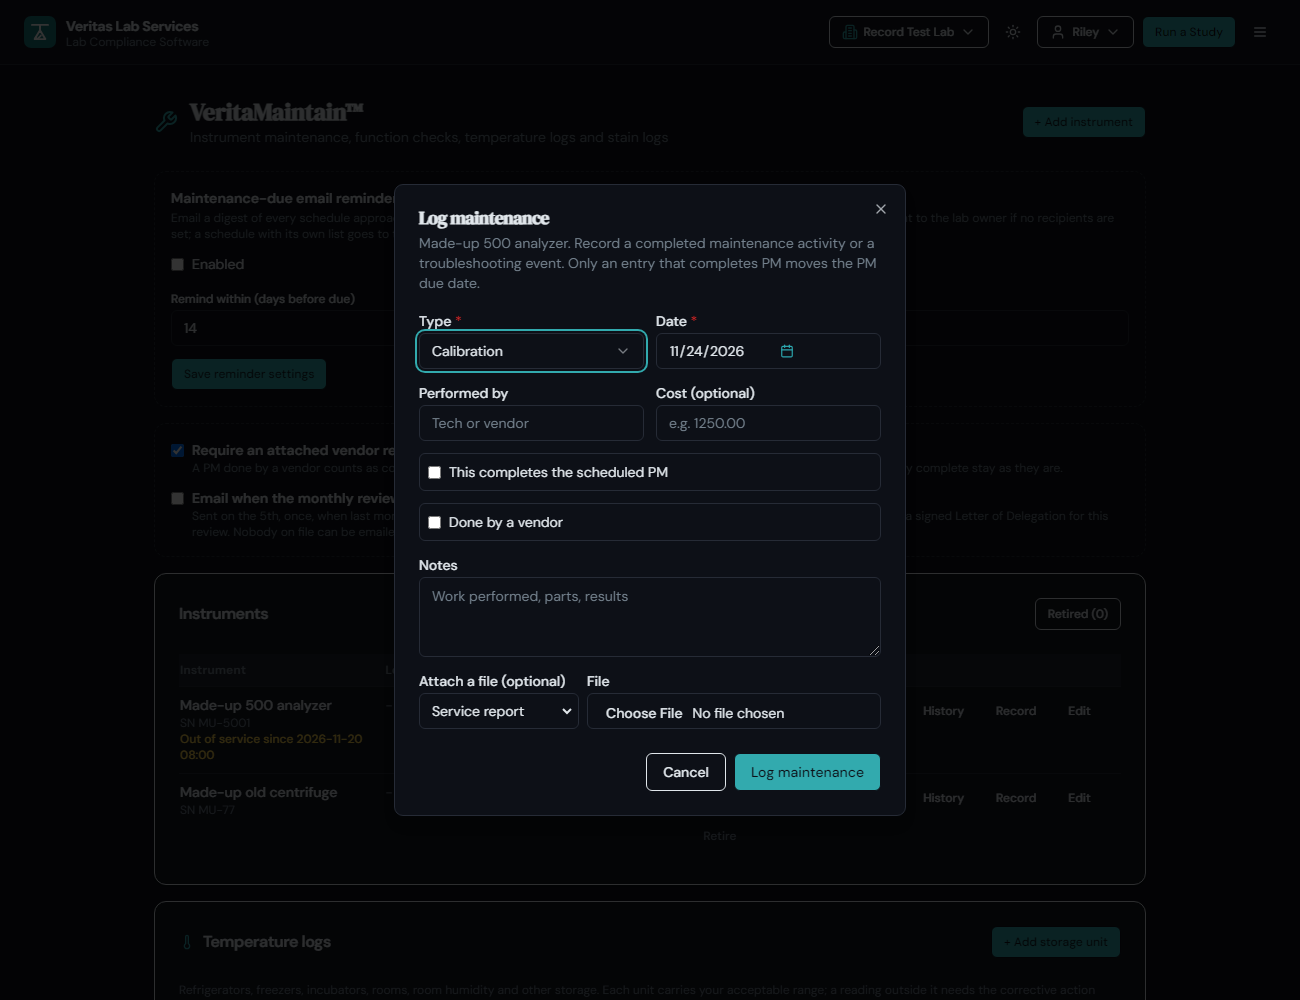 Veritas Lab Services
Lab Compliance Software
Record Test Lab
Riley
Run a Study
VeritaMaintain™
Instrument maintenance, function checks, temperature logs and stain logs
+ Add instrument
Maintenance-due email reminde
Email a digest of every schedule approa
t to the lab owner if no recipients are
set; a schedule with its own list goes to
Enabled
Remind within (days before due)
14
Save reminder settings
Require an attached vendor re
A PM done by a vendor counts as co
y complete stay as they are.
Email when the monthly review
Sent on the 5th, once, when last mor
a signed Letter of Delegation for this
review. Nobody on file can be emaile
Log maintenance
Made-up 500 analyzer. Record a completed maintenance activity or a
troubleshooting event. Only an entry that completes PM moves the PM
due date.
Type *
Date *
Calibration
11/24/2026
Performed by
Cost (optional)
Tech or vendor
e.g. 1250.00
This completes the scheduled PM
Done by a vendor
Notes
Work performed, parts, results
Attach a file (optional)
File
Service report
Choose File No file chosen
Cancel
Log maintenance
Instruments
Retired (0)
Instrument
Made-up 500 analyzer
SN MU-5001
Out of service since 2026-11-20
08:00
History
Record
Edit
Made-up old centrifuge
SN MU-77
History
Record
Edit
Retire
Temperature logs
+ Add storage unit
Refrigerators, freezers, incubators, rooms, room humidity and other storage. Each unit carries your acceptable range; a reading outside it needs the corrective action